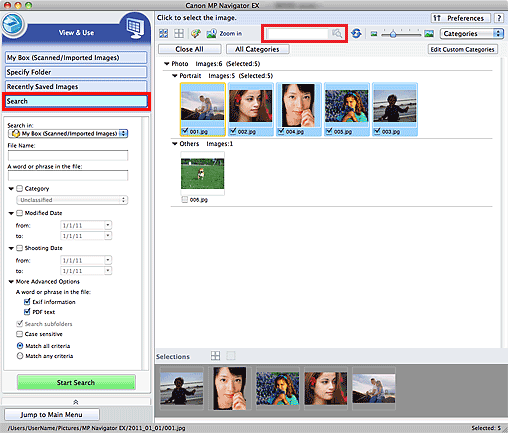 Canon MP Navigator EX
View & Use
My Box (Scanned/Imported Images)
Specify Folder
Recently Saved Images
Search
Search in:
My Box (Scanned/Imported Images)
File Name:
A word or phrase in the file:
Category
Unclassified
Modified Date
from: 1/1/11
to: 1/1/11
Shooting Date
from: 1/1/11
to: 1/1/11
More Advanced Options
A word or phrase in the file:
Exif information
PDF text
Search subfolders
Case sensitive
Match all criteria
Match any criteria
Start Search
Jump to Main Menu
Click to select the image.
Preferences
?
Zoom in
Categories
Close All
All Categories
Edit Custom Categories
Photo Images:6 (Selected:5)
Portrait Images:5 (Selected:5)
001.jpg
002.jpg
004.jpg
005.jpg
003.jpg
Others Images:1
006.jpg
Selections
/Users/UserName/Pictures/MP Navigator EX/2011_01_01/001.jpg
Selected: 5